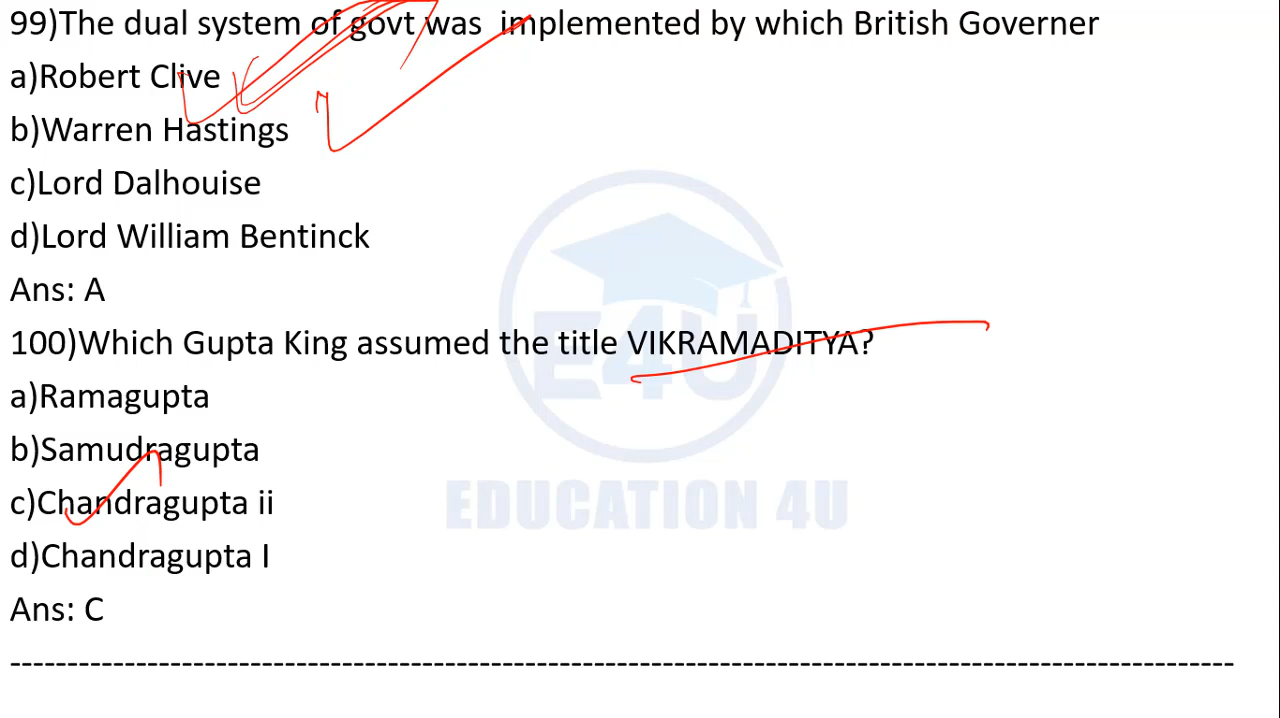 99)The dual system of govt was  implemented by which British Governer
a)Robert Clive
b)Warren Hastings
c)Lord Dalhouise
d)Lord William Bentinck
Ans: A
100)Which Gupta King assumed the title VIKRAMADITYA?
a)Ramagupta
b)Samudragupta
c)Chandragupta ii
d)Chandragupta I
Ans: C
E4U
EDUCATION 4U
--------------------------------------------------------------------------------------------------------------